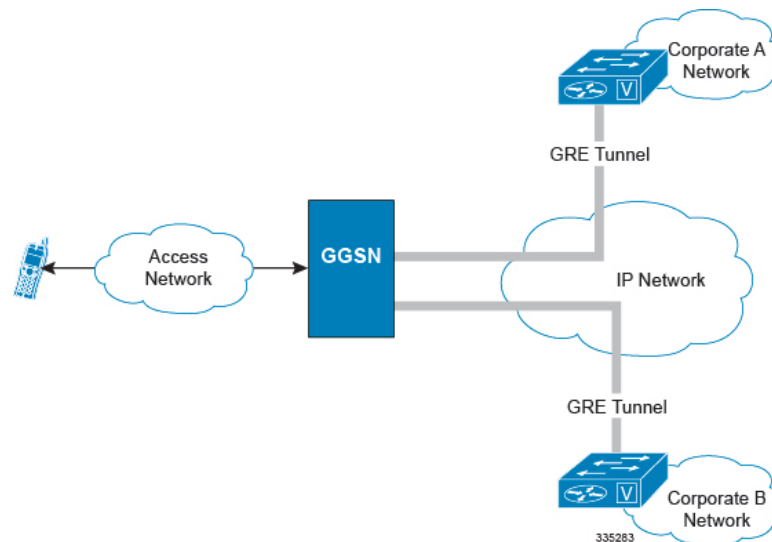 Corporate A
Network
V
GRE Tunnel
Access
Network
GGSN
IP Network
GRE Tunnel
V
Corporate B
Network
335283